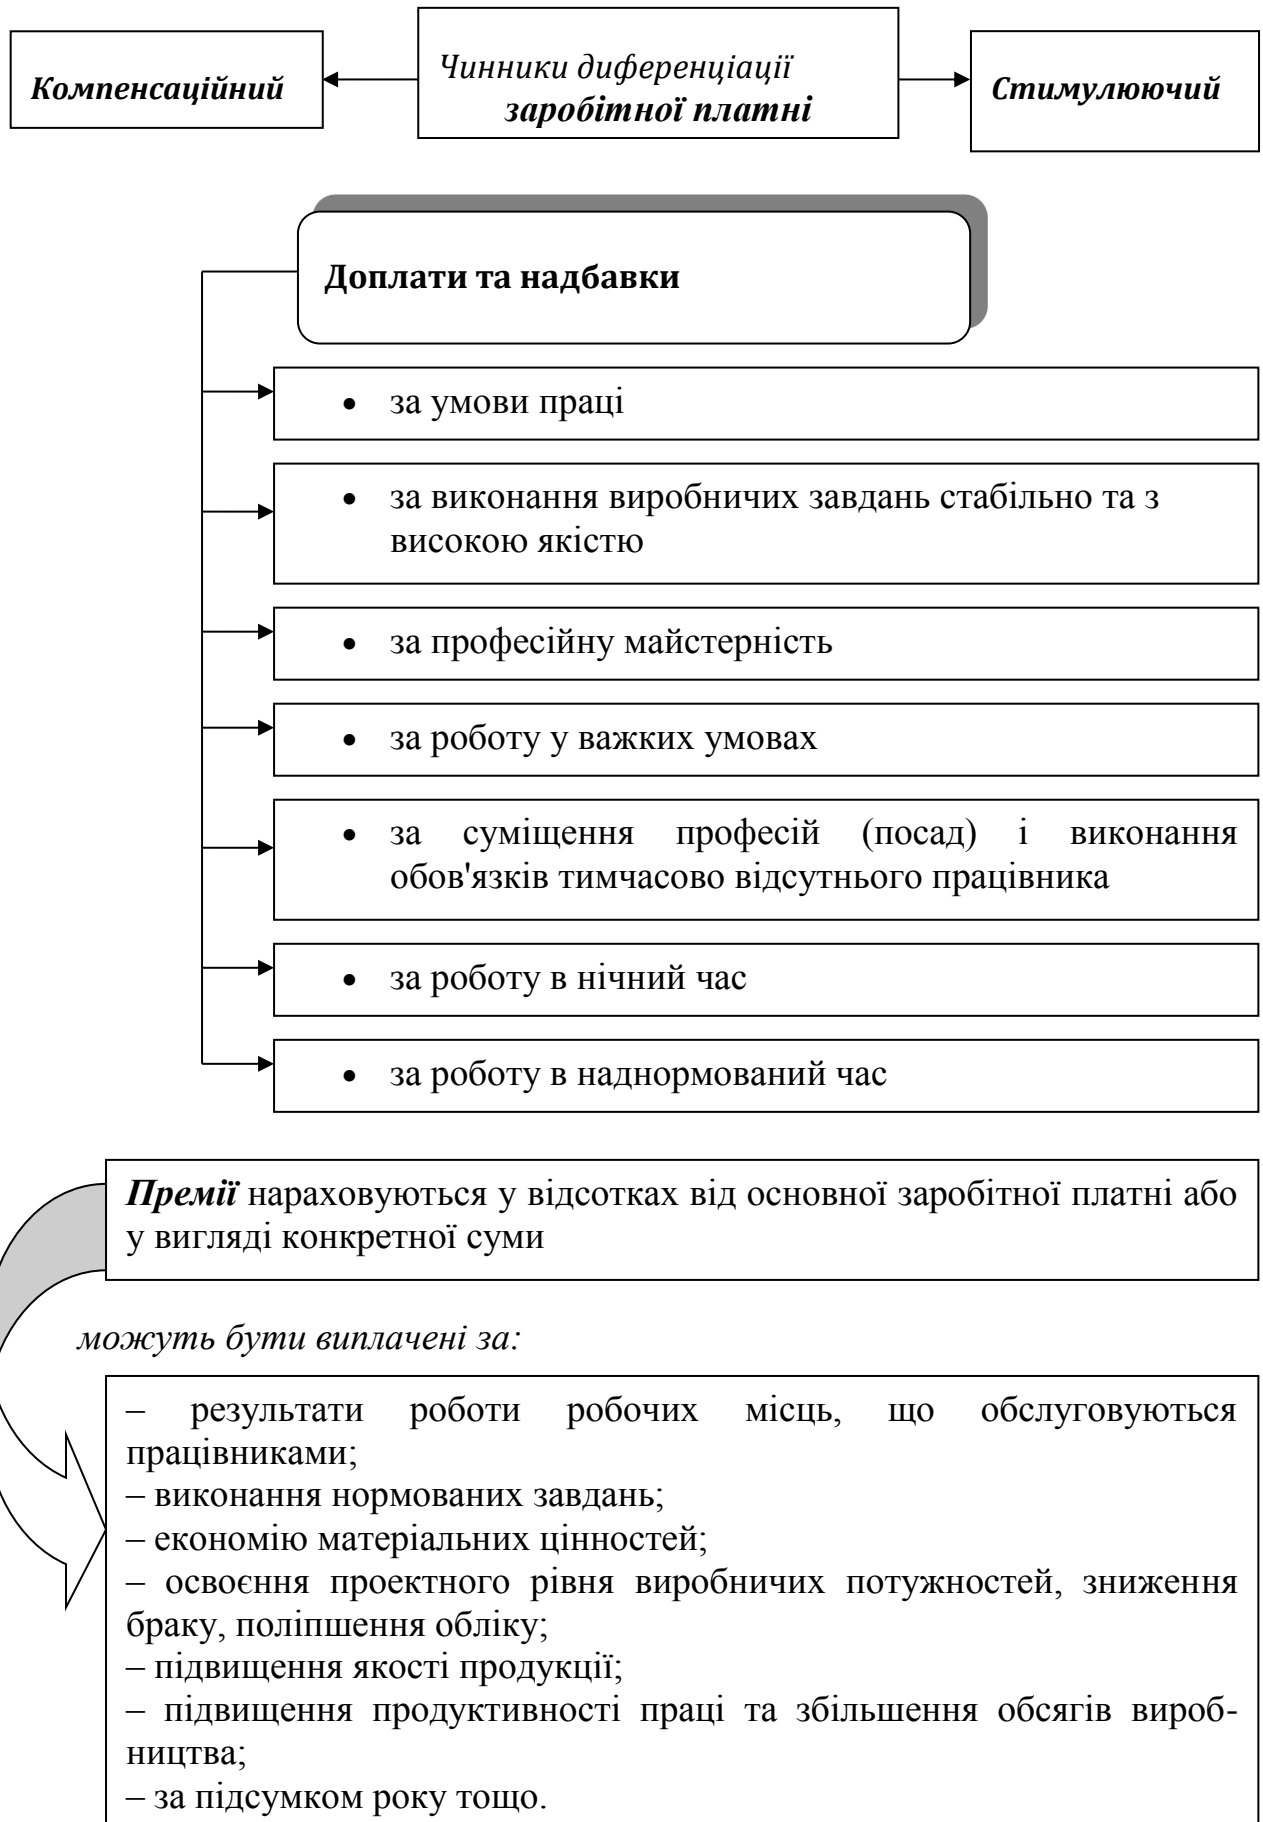 Компенсаційний
Чинники диференціації
заробітної платні
Стимулюючий
Доплати та надбавки
• за умови праці
• за виконання виробничих завдань стабільно та з
високою якістю
• за професійну майстерність
• за роботу у важких умовах
• за суміщення професій (посад) і виконання
обов'язків тимчасово відсутнього працівника
• за роботу в нічний час
• за роботу в наднормований час
Премії нараховуються у відсотках від основної заробітної платні або
у вигляді конкретної суми
можуть бути виплачені за:
– результати роботи робочих місць, що обслуговуються
працівниками;
– виконання нормованих завдань;
– економію матеріальних цінностей;
– освоєння проектного рівня виробничих потужностей, зниження
браку, поліпшення обліку;
– підвищення якості продукції;
– підвищення продуктивності праці та збільшення обсягів вироб-
ництва;
– за підсумком року тощо.